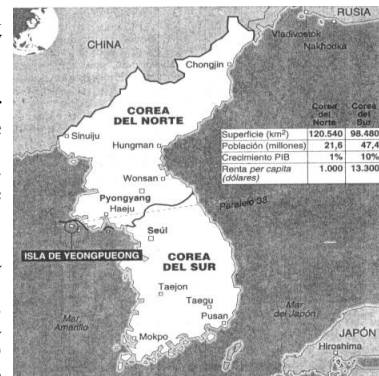 RUSIA
CHINA
Vladivostok
Nakhodka
Chongjin
COREA
DEL NORTE
Corea del Norte
Corea del Sur
Superficie (km²) 120.540 98.480
Población (millones) 21,6 47,4
Crecimiento PIB 1% 10%
Renta per capita (dólares) 1.000 13.300
Sinuiju
Hungman
Wonsan
Pyongyang
Haeju
Paralelo 38
Seúl
ISLA DE YEONGPUEONG
COREA
DEL SUR
Taejon
Mar
Amarillo
Taegu
Mar
del Japón
Pusan
Mokpo
JAPÓN
Hiroshima